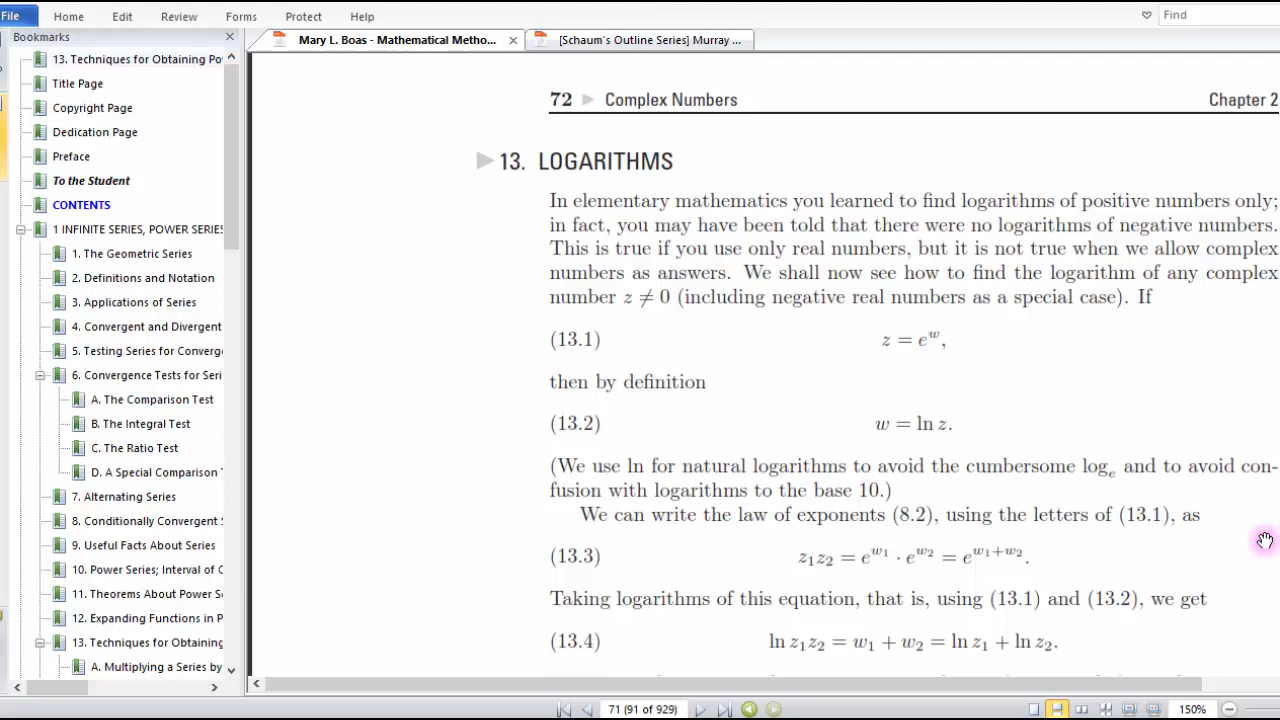 File Home Edit Review Forms Protect Help Find
Bookmarks
Mary L. Boas - Mathematical Metho...
[Schaum's Outline Series] Murray ...
13. Techniques for Obtaining Po
Title Page
Copyright Page
Dedication Page
Preface
To the Student
CONTENTS
1 INFINITE SERIES, POWER SERIES
1. The Geometric Series
2. Definitions and Notation
3. Applications of Series
4. Convergent and Divergent
5. Testing Series for Converg
6. Convergence Tests for Seri
A. The Comparison Test
B. The Integral Test
C. The Ratio Test
D. A Special Comparison T
7. Alternating Series
8. Conditionally Convergent S
9. Useful Facts About Series
10. Power Series; Interval of C
11. Theorems About Power Se
12. Expanding Functions in P
13. Techniques for Obtaining
A. Multiplying a Series by
72 Complex Numbers Chapter 2
13. LOGARITHMS
In elementary mathematics you learned to find logarithms of positive numbers only;
in fact, you may have been told that there were no logarithms of negative numbers.
This is true if you use only real numbers, but it is not true when we allow complex
numbers as answers. We shall now see how to find the logarithm of any complex
number z ≠ 0 (including negative real numbers as a special case). If
(13.1) z = e^w,
then by definition
(13.2) w = ln z.
(We use ln for natural logarithms to avoid the cumbersome log_e and to avoid con-
fusion with logarithms to the base 10.)
We can write the law of exponents (8.2), using the letters of (13.1), as
(13.3) z₁z₂ = e^{w₁} · e^{w₂} = e^{w₁+w₂}.
Taking logarithms of this equation, that is, using (13.1) and (13.2), we get
(13.4) ln z₁z₂ = w₁ + w₂ = ln z₁ + ln z₂.
71 (91 of 929) 150%